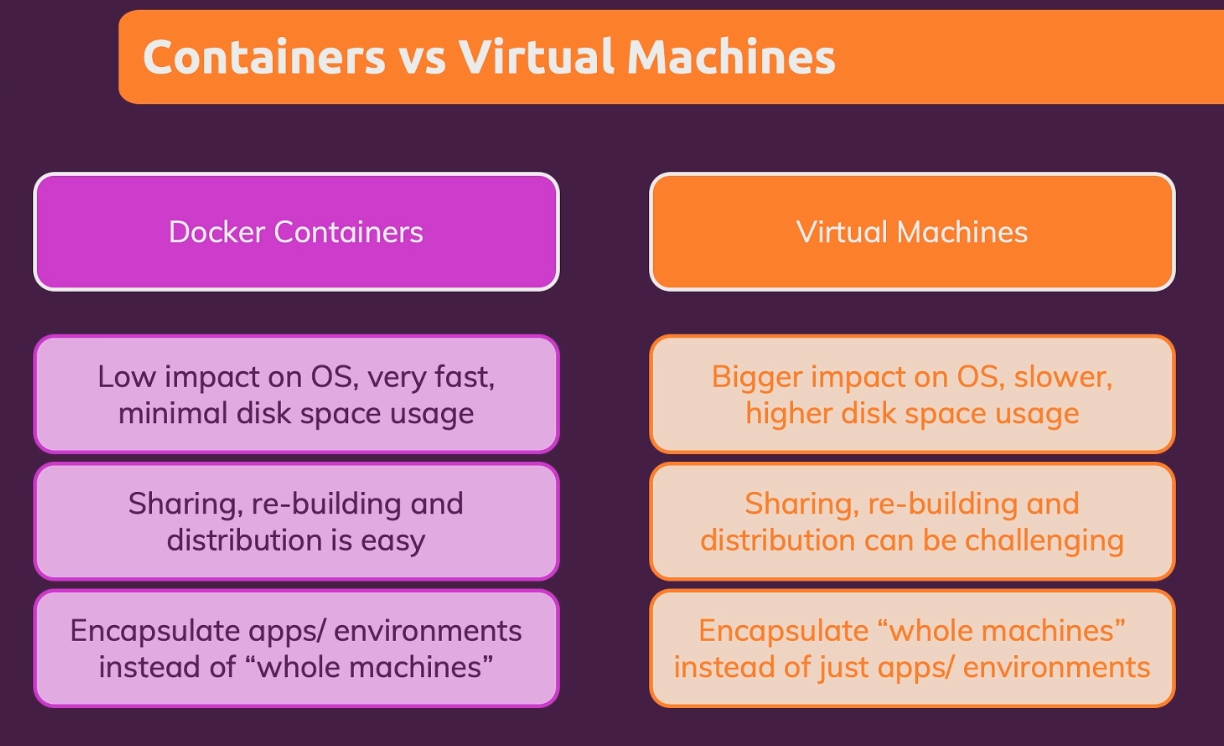 Containers vs Virtual Machines
Docker Containers
Virtual Machines
Low impact on OS, very fast,
minimal disk space usage
Bigger impact on OS, slower,
higher disk space usage
Sharing, re-building and
distribution is easy
Sharing, re-building and
distribution can be challenging
Encapsulate apps/ environments
instead of “whole machines”
Encapsulate “whole machines”
instead of just apps/ environments